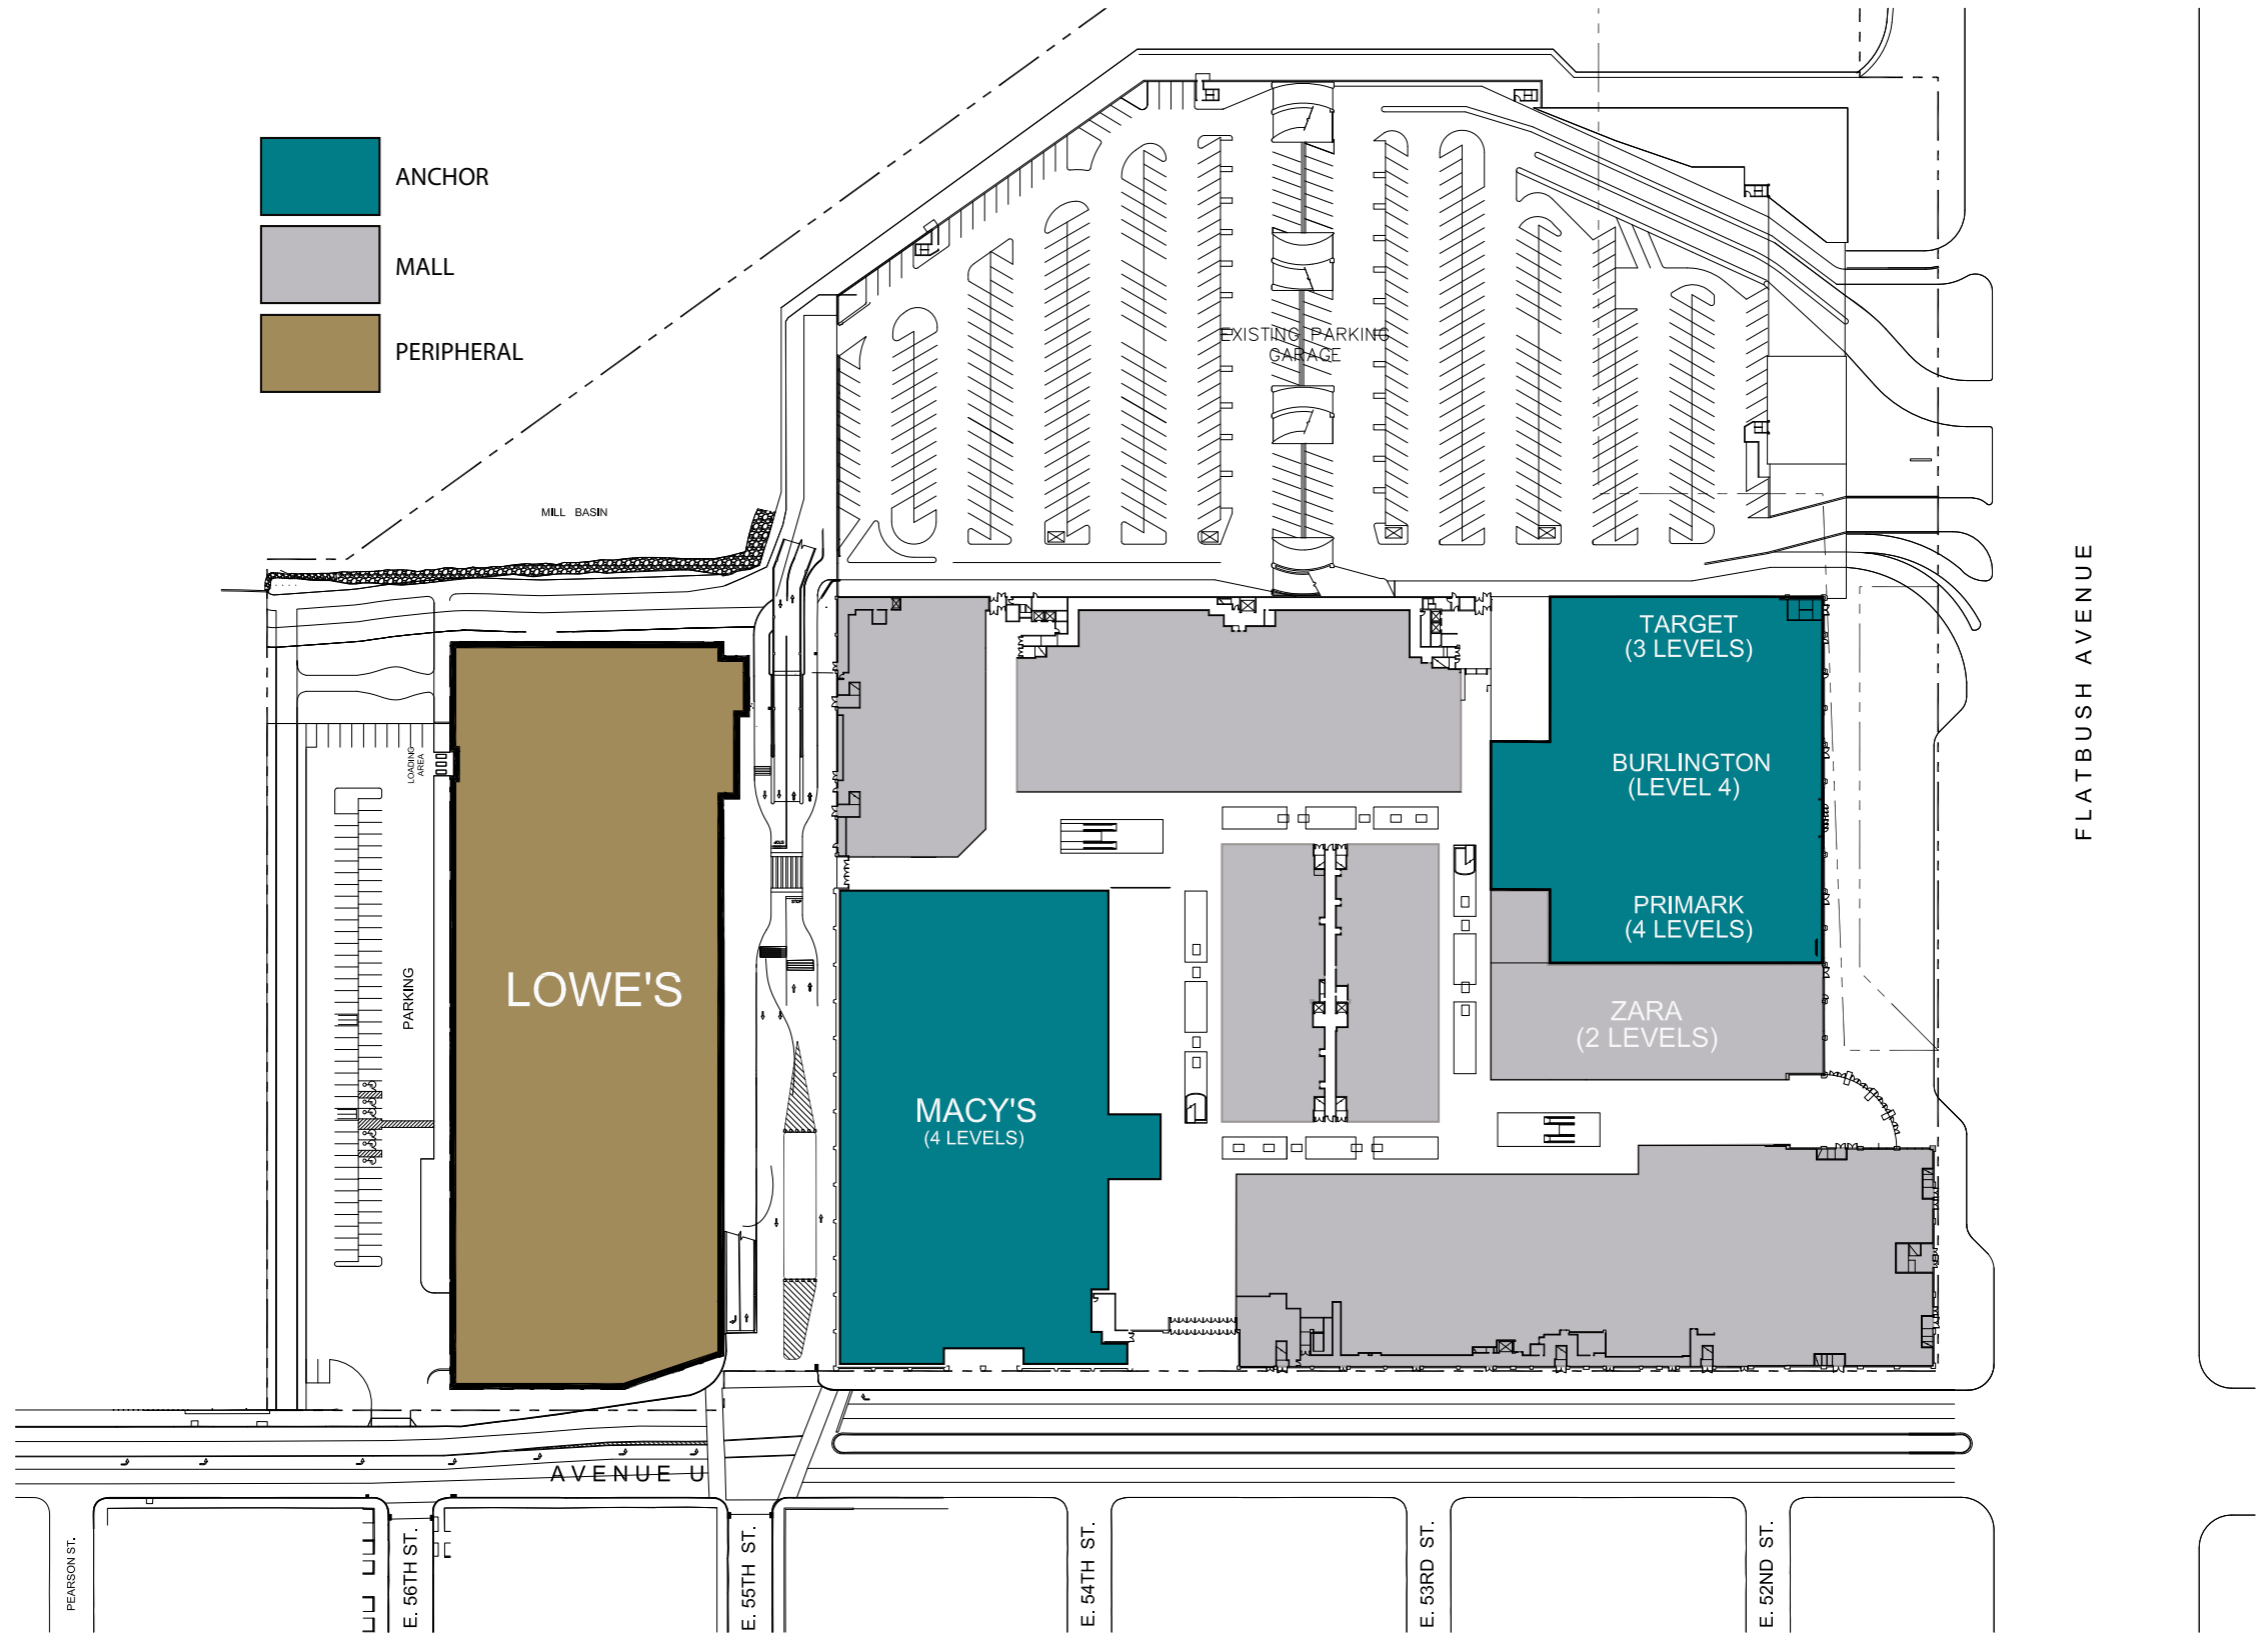 ANCHOR
MALL
PERIPHERAL
EXISTING PARKING
GARAGE
MILL BASIN
TARGET
(3 LEVELS)
BURLINGTON
(LEVEL 4)
PRIMARK
(4 LEVELS)
ZARA
(2 LEVELS)
LOADING
AREA
PARKING
LOWE'S
MACY'S
(4 LEVELS)
FLATBUSH AVENUE
AVENUE U
PEARSON ST.
E. 56TH ST.
E. 55TH ST.
E. 54TH ST.
E. 53RD ST.
E. 52ND ST.